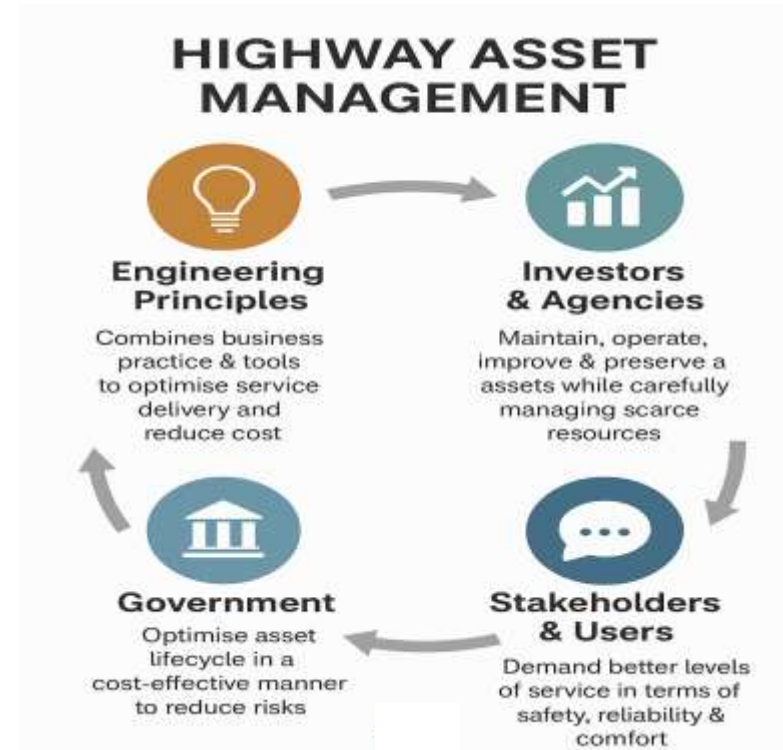 HIGHWAY ASSET
MANAGEMENT
Engineering
Principles
Combines business
practice & tools
to optimise service
delivery and
reduce cost
Investors
& Agencies
Maintain, operate,
improve & preserve a
assets while carefully
managing scarce
resources
Stakeholders
& Users
Demand better levels
of service in terms of
safety, reliability &
comfort
Government
Optimise asset
lifecycle in a
cost-effective manner
to reduce risks